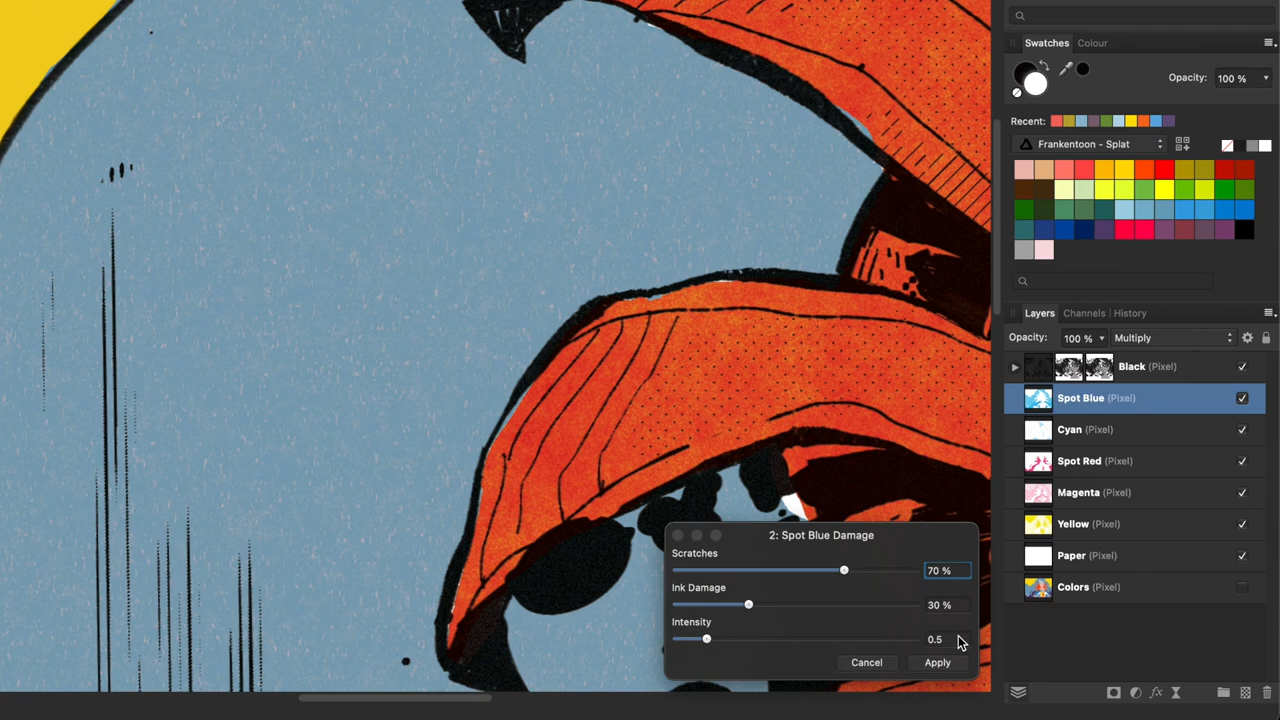 Swatches Colour
Opacity: 100 %
Recent:
Frankentoon - Splat
Layers Channels History
Opacity: 100 % Multiply
Black (Pixel)
Spot Blue (Pixel)
Cyan (Pixel)
Spot Red (Pixel)
Magenta (Pixel)
Yellow (Pixel)
Paper (Pixel)
Colors (Pixel)
2: Spot Blue Damage
Scratches
70 %
Ink Damage
30 %
Intensity
0.5
Cancel Apply